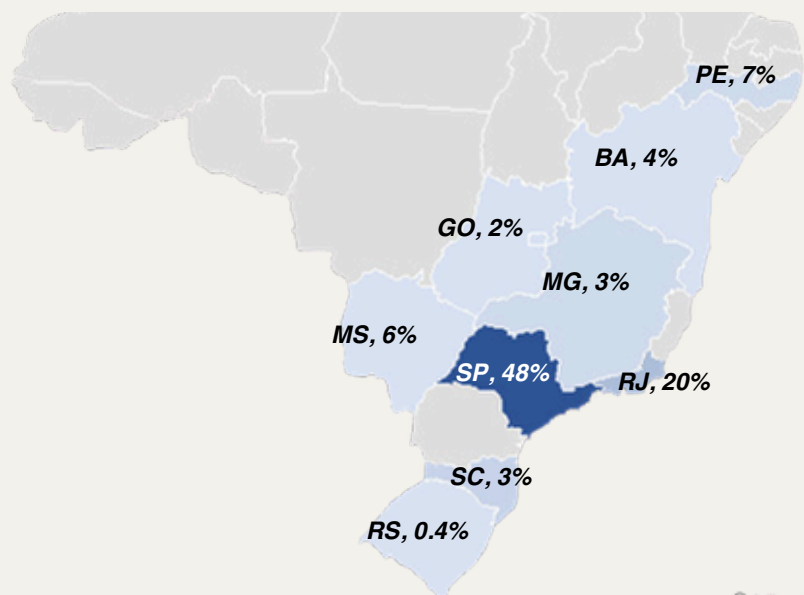 PE, 7%
BA, 4%
GO, 2%
MG, 3%
MS, 6%
SP, 48%
RJ, 20%
SC, 3%
RS, 0.4%